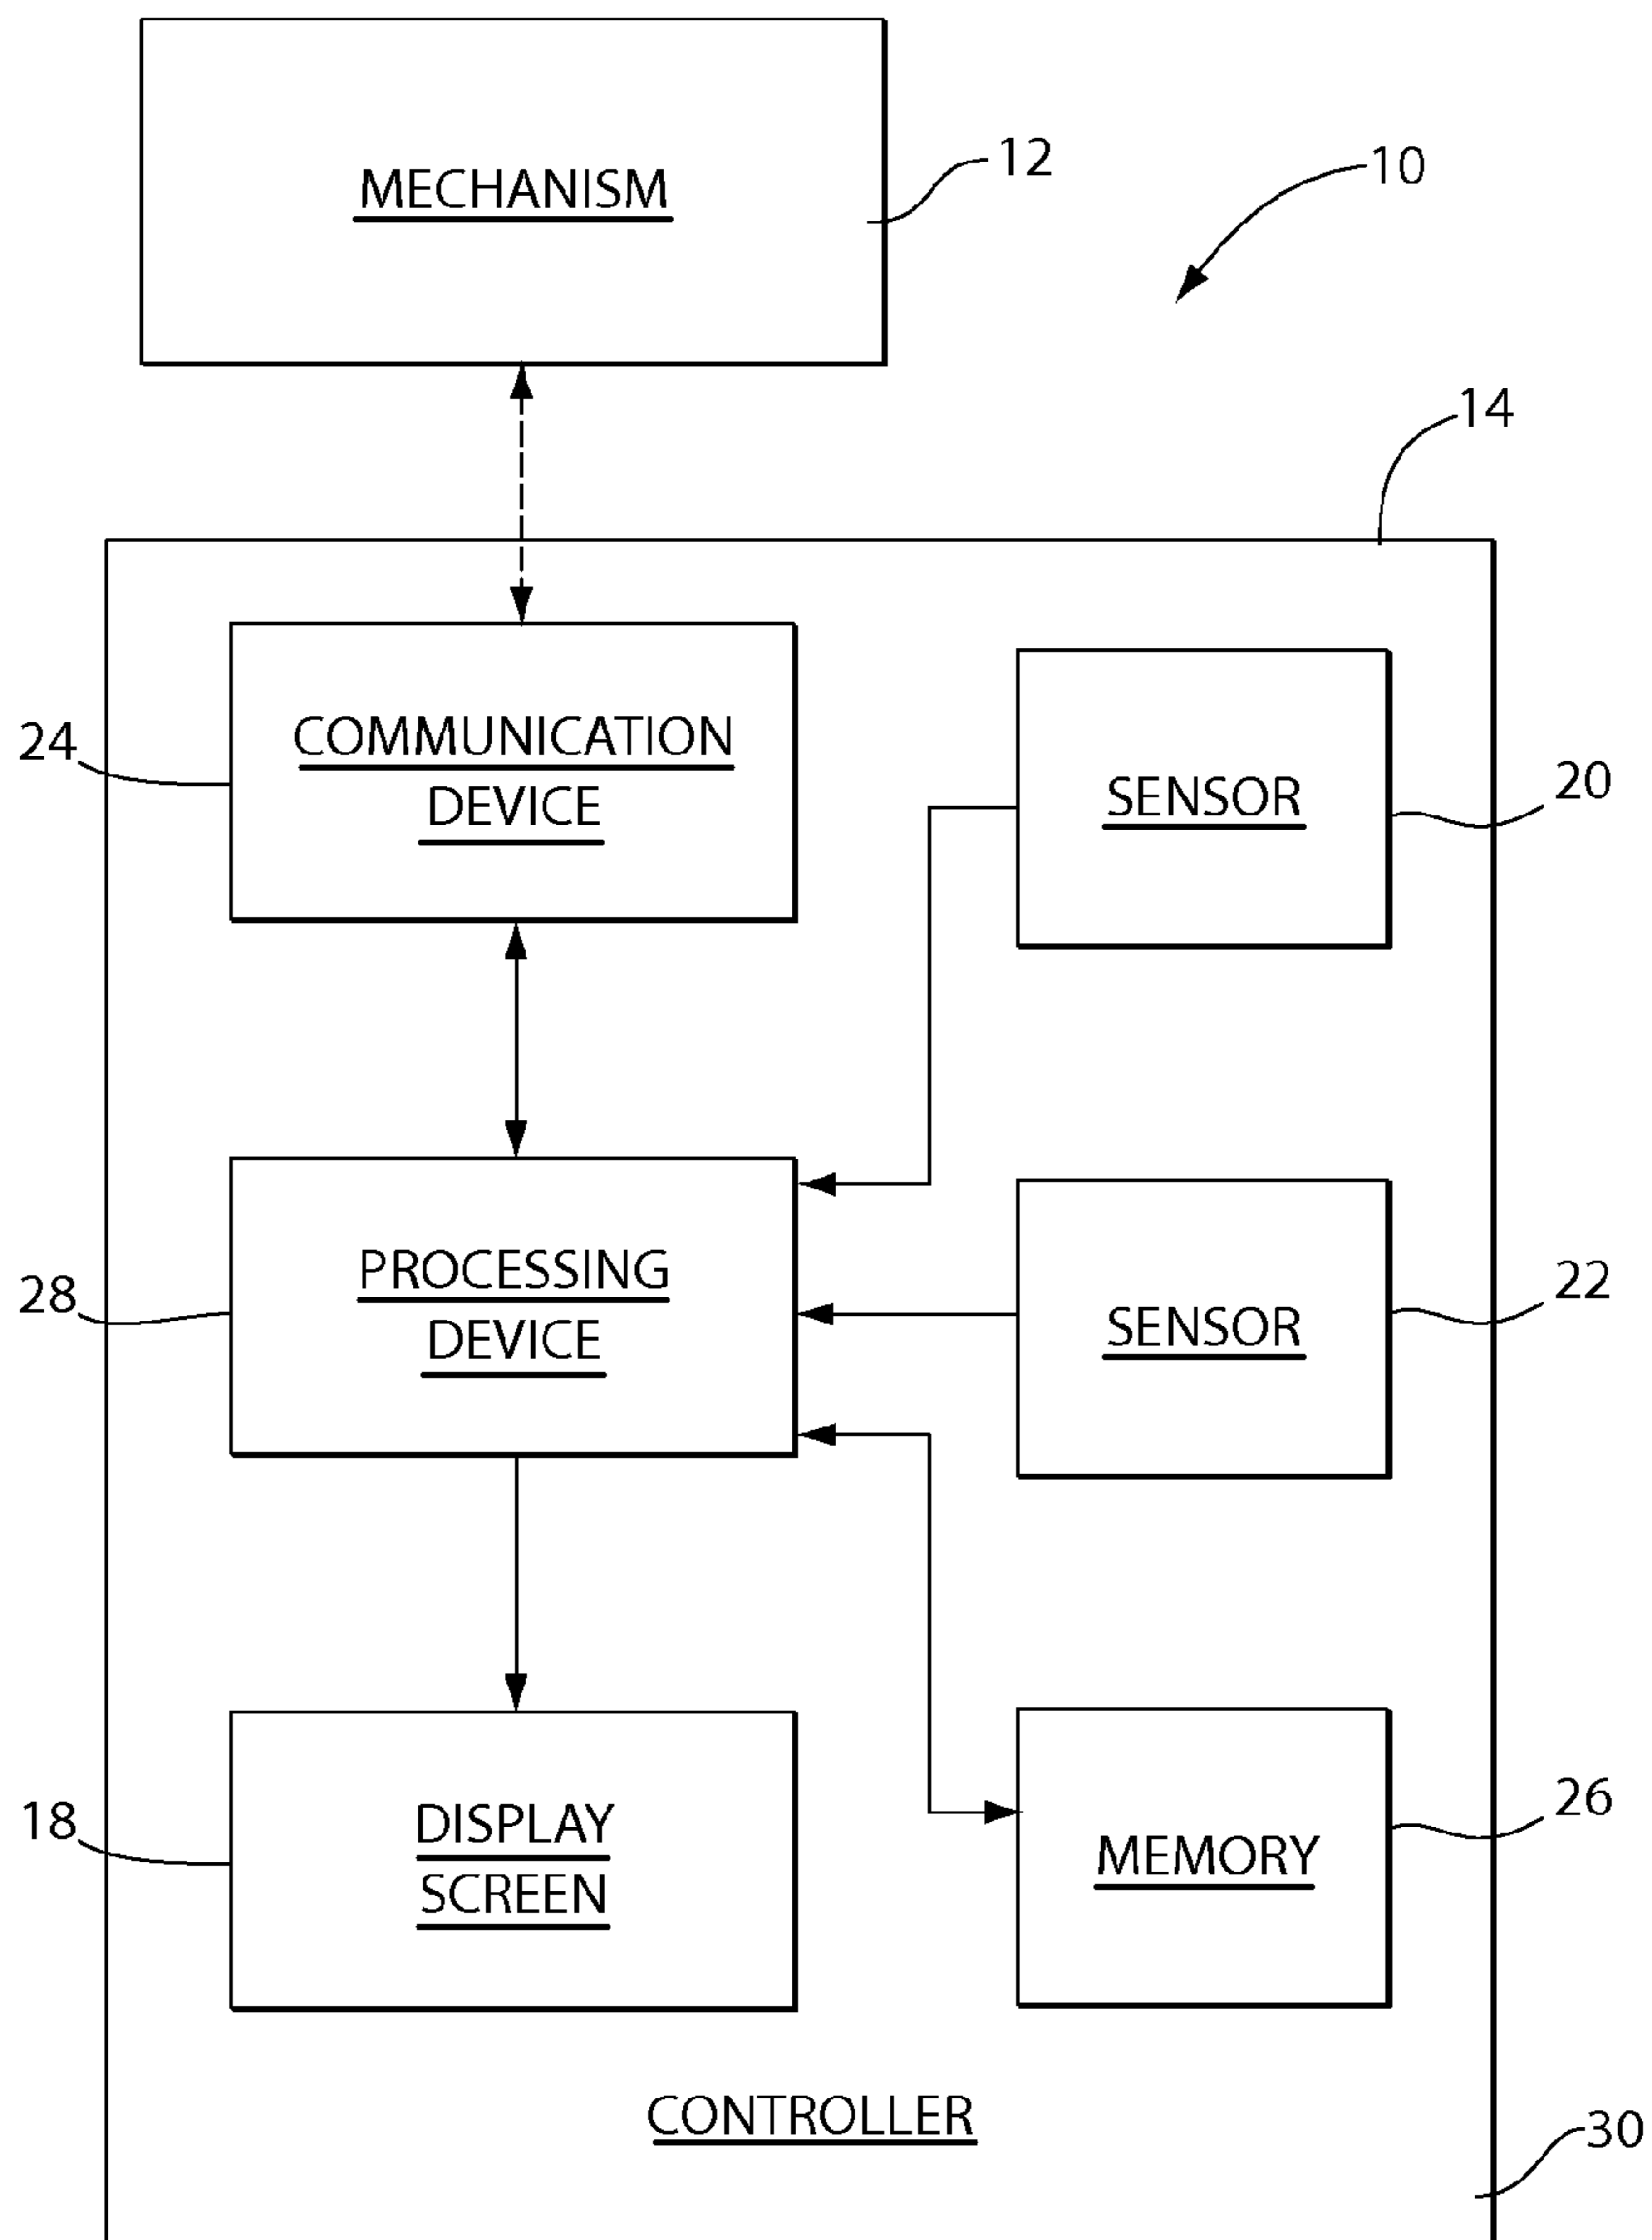 MECHANISM
12
10
14
24
COMMUNICATION
DEVICE
SENSOR
20
28
PROCESSING
DEVICE
SENSOR
22
18
DISPLAY
SCREEN
MEMORY
26
CONTROLLER
30